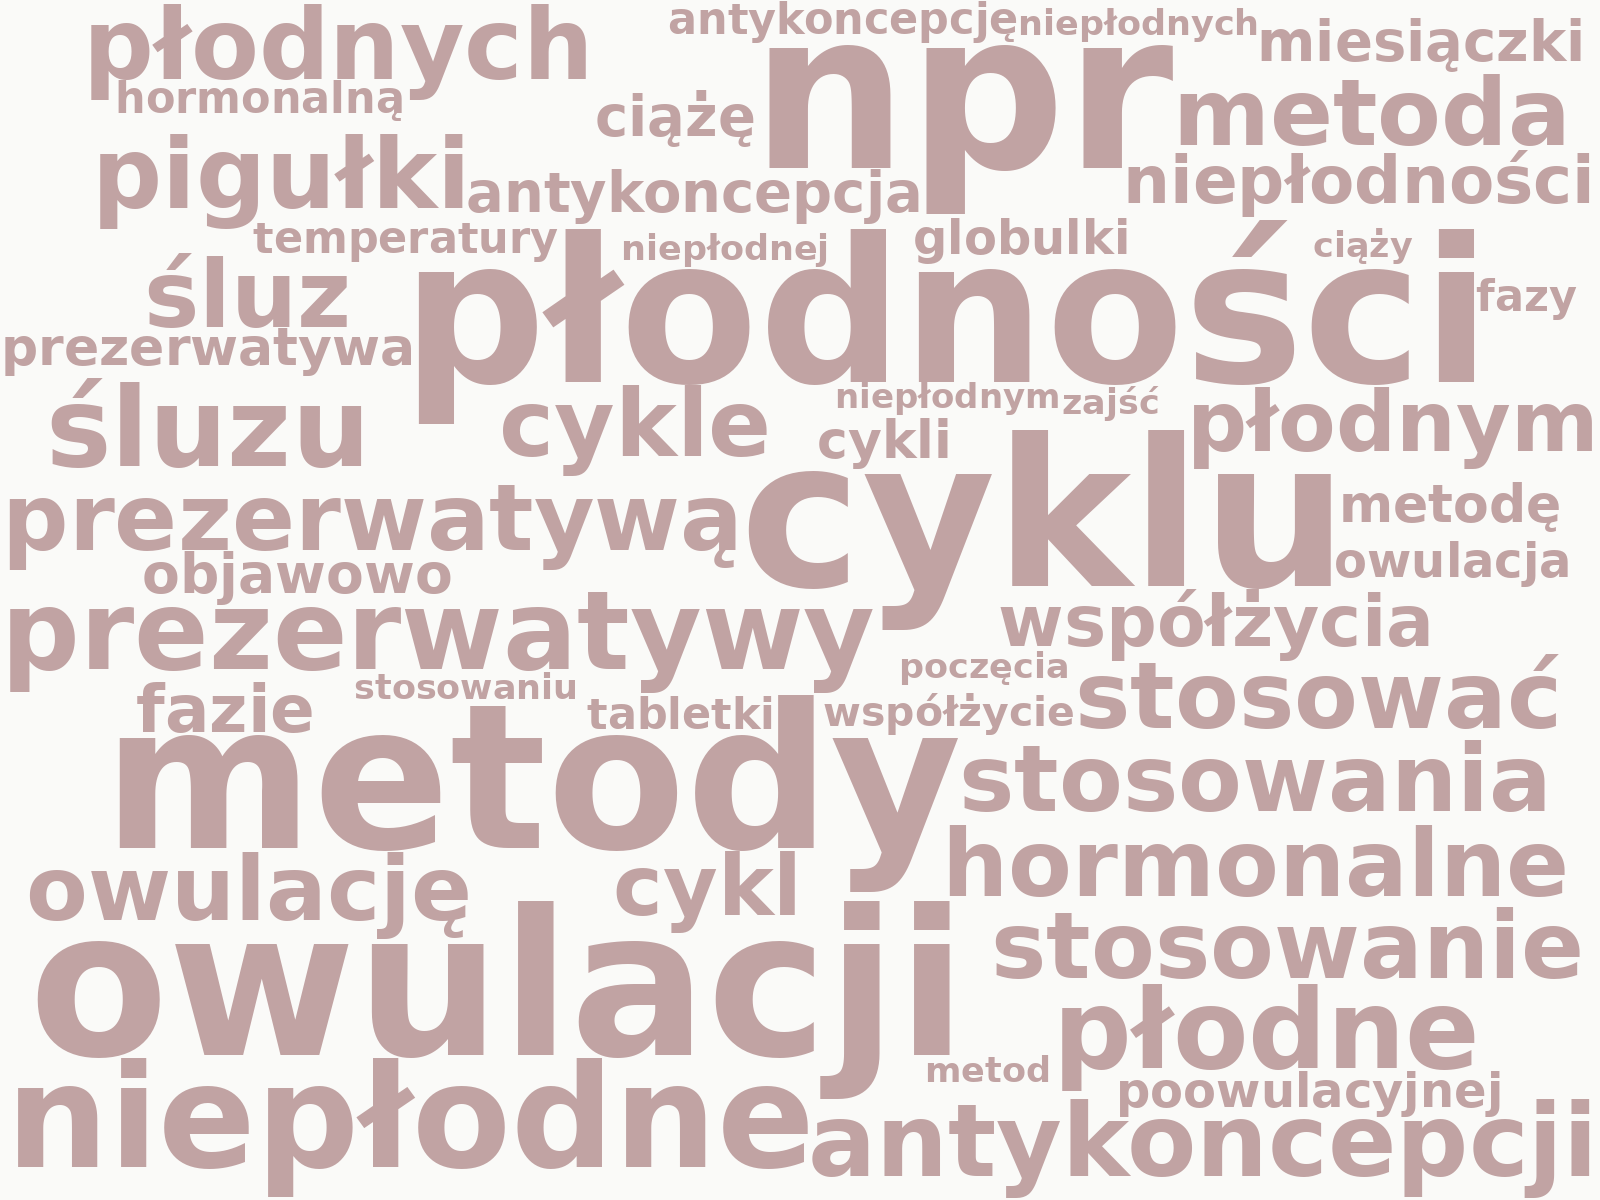 płodnych
antykoncepcję
niepłodnych
miesiączki
hormonalną
ciążę
npr
metoda
pigułki
antykoncepcja
niepłodności
temperatury
niepłodnej
globulki
ciąży
śluz
płodności
fazy
prezerwatywa
śluzu
cykle
niepłodnym
zajść
płodnym
cykli
prezerwatywą
cyklu
metodę
objawowo
owulacja
prezerwatywy
współżycia
poczęcia
fazie
stosowaniu
tabletki
współżycie
stosować
metody
stosowania
owulację
cykl
hormonalne
owulacji
stosowanie
płodne
metod
poowulacyjnej
niepłodne
antykoncepcji